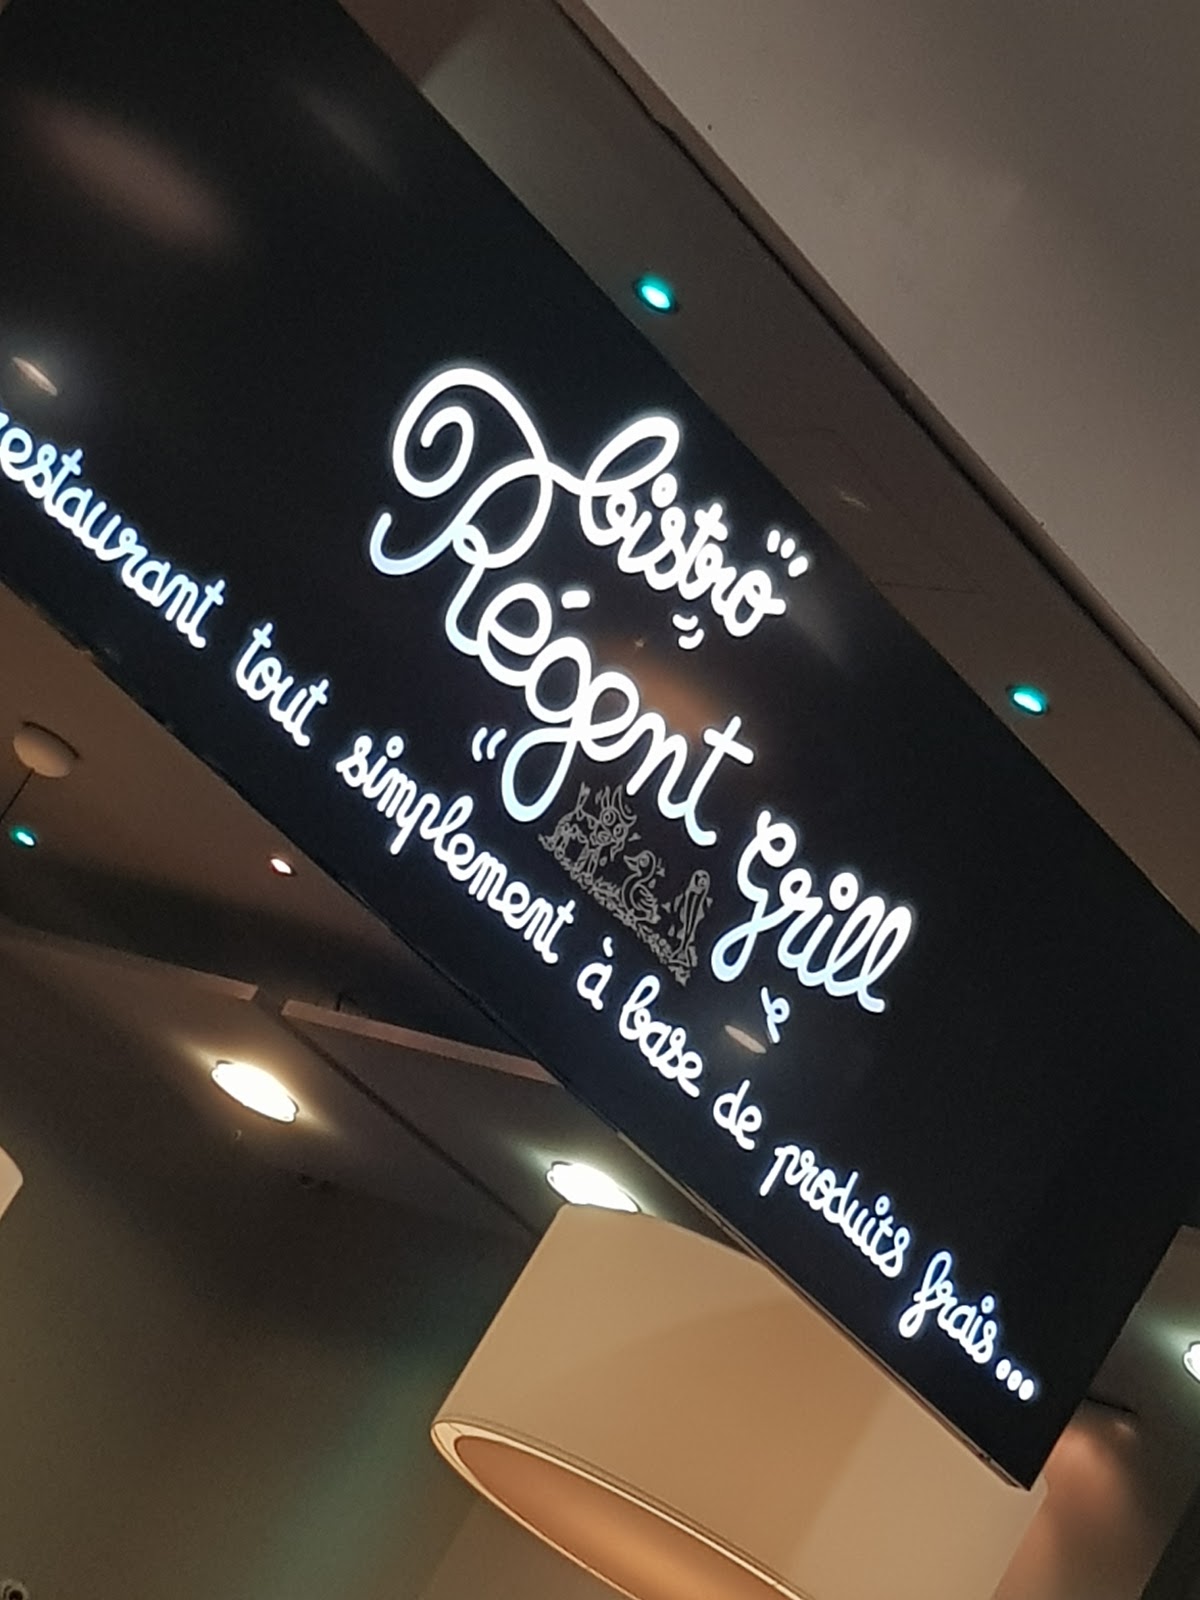 bistro
Régent Grill
restaurant tout simplement à base de produits frais...